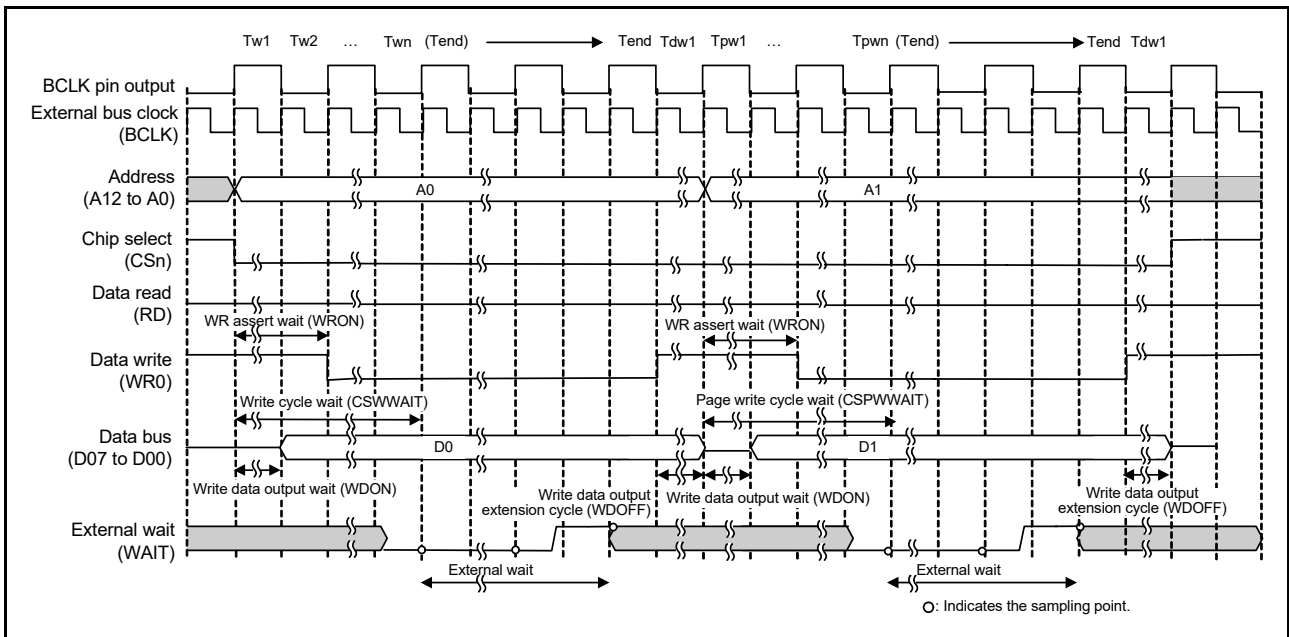 Tw1 Tw2 … Twn (Tend) Tend Tdw1 Tpw1 … Tpwn (Tend) Tend Tdw1
BCLK pin output
External bus clock
(BCLK)
Address
(A12 to A0)
A0
A1
Chip select
(CSn)
Data read
(RD)
WR assert wait (WRON)
WR assert wait (WRON)
Data write
(WR0)
Write cycle wait (CSWWAIT)
Page write cycle wait (CSPWWAIT)
Data bus
(D07 to D00)
D0
D1
Write data output wait (WDON)
Write data output
extension cycle (WDOFF)
Write data output wait (WDON)
Write data output
extension cycle (WDOFF)
External wait
(WAIT)
External wait
External wait
O: Indicates the sampling point.